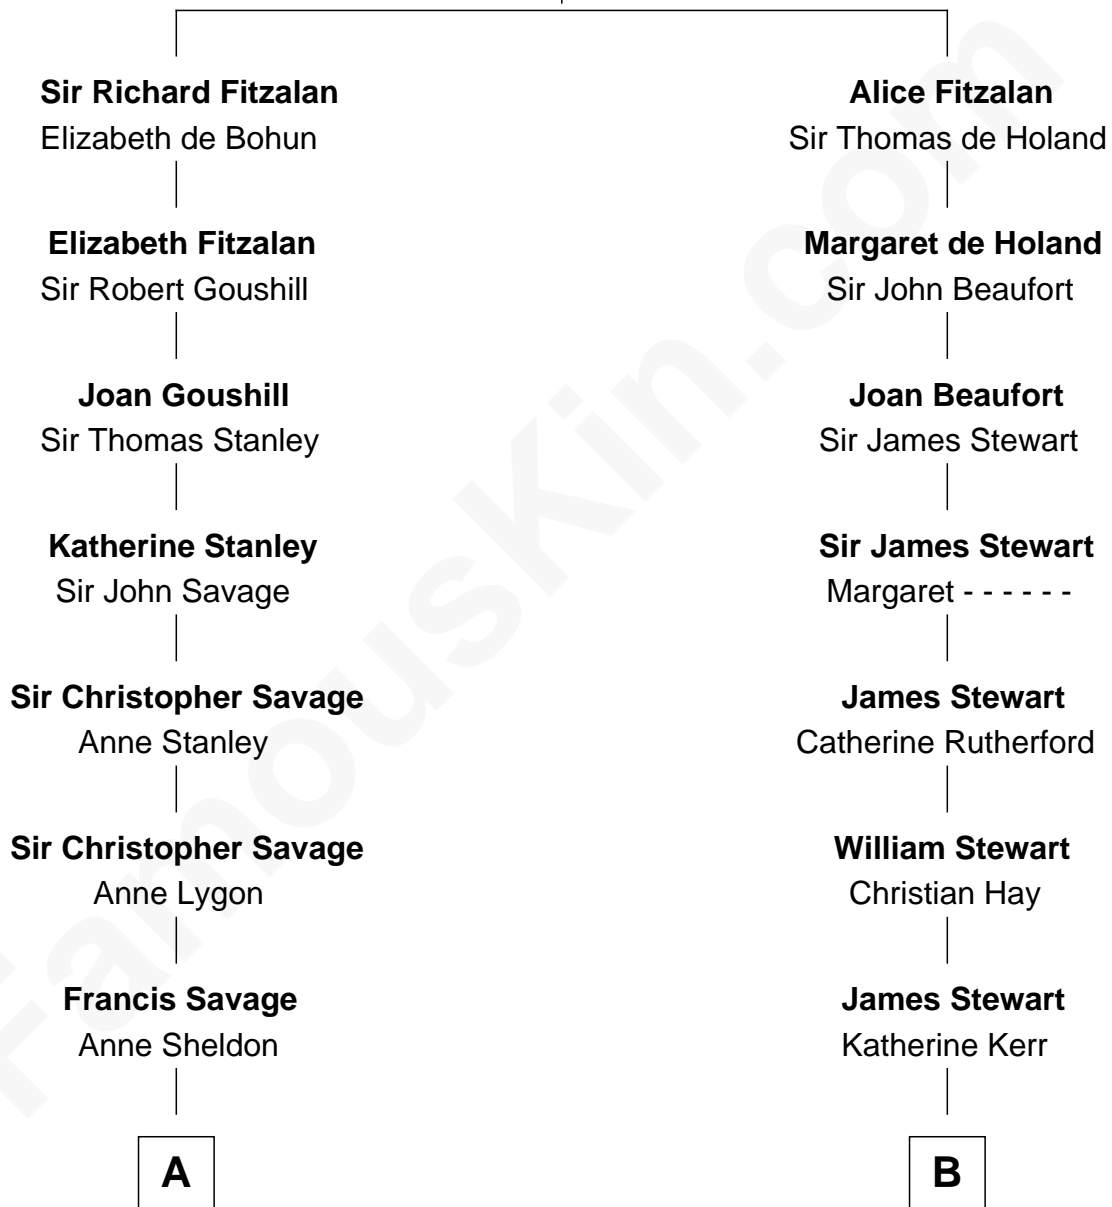 Sir Richard Fitzalan
Elizabeth de Bohun
Elizabeth Fitzalan
Sir Robert Goushill
Joan Goushill
Sir Thomas Stanley
Katherine Stanley
Sir John Savage
Sir Christopher Savage
Anne Stanley
Sir Christopher Savage
Anne Lygon
Francis Savage
Anne Sheldon
A
Alice Fitzalan
Sir Thomas de Holand
Margaret de Holand
Sir John Beaufort
Joan Beaufort
Sir James Stewart
Sir James Stewart
Margaret - - - - - -
James Stewart
Catherine Rutherford
William Stewart
Christian Hay
James Stewart
Katherine Kerr
B
FamousKin.com